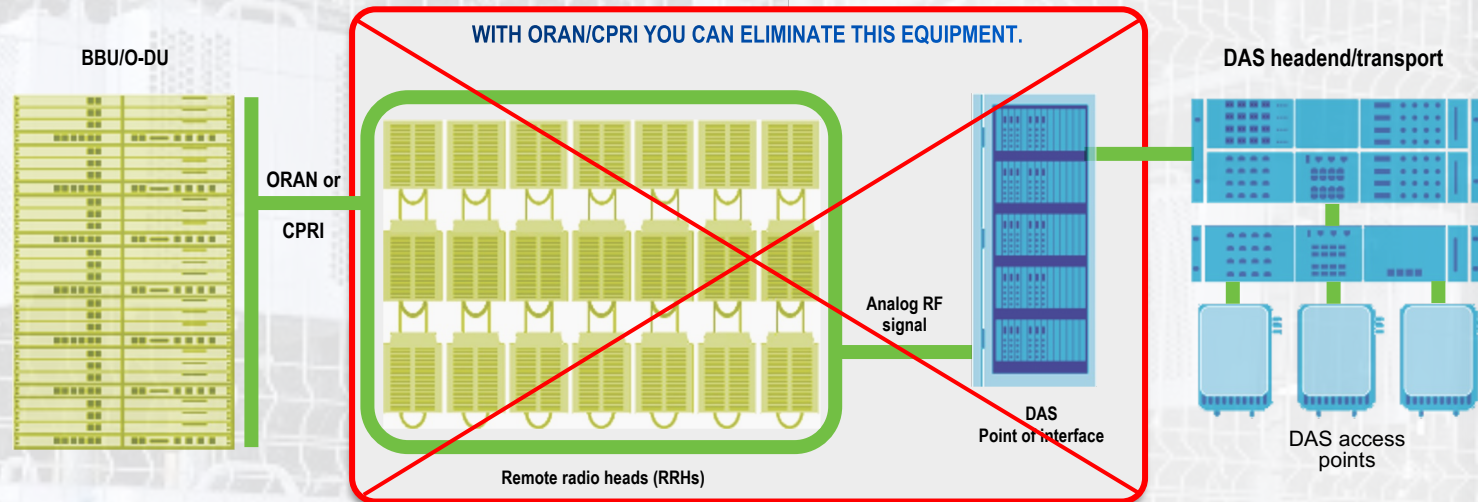 WITH ORAN/CPRI YOU CAN ELIMINATE THIS EQUIPMENT.
BBU/O-DU
DAS headend/transport
ORAN or
CPRI
Analog RF
signal
DAS
Point of interface
DAS access
points
Remote radio heads (RRHs)